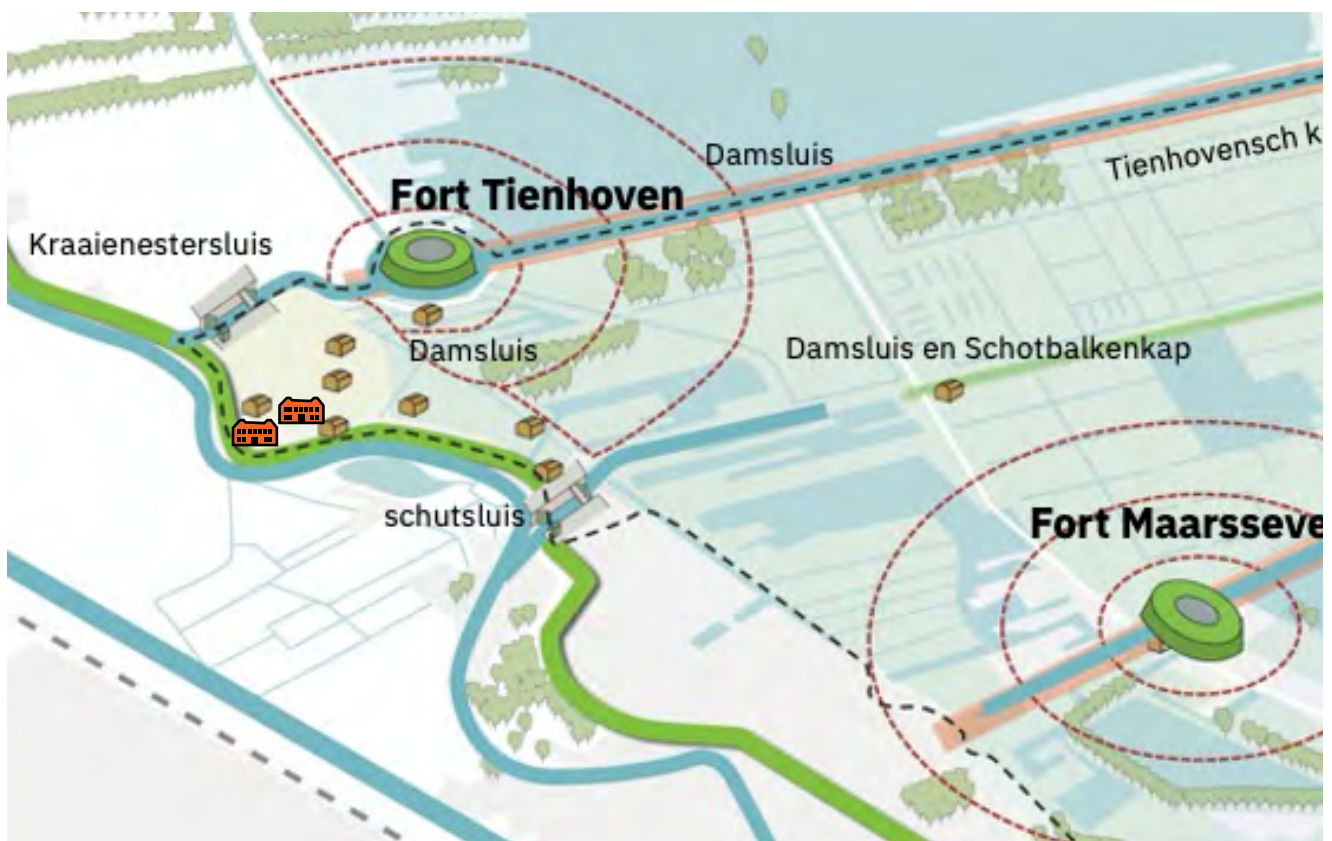 Damsluis
Tienhovensch k
Fort Tienhoven
Kraaienestersluis
Damsluis
Damsluis en Schotbalkenkap
schutsluis
Fort Maarsseve